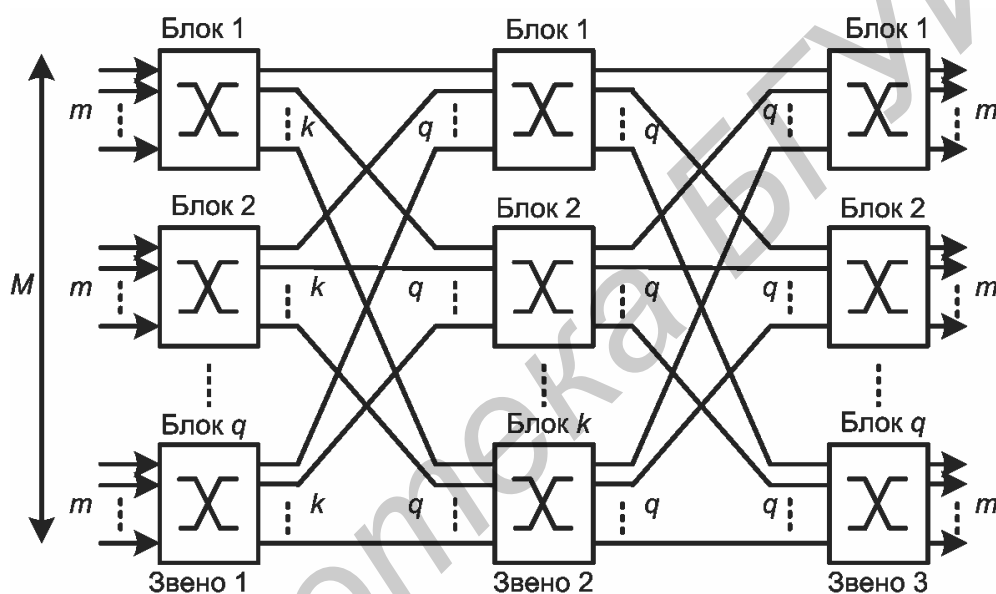 Блок 1 Блок 1 Блок 1
m k q q q m
Блок 2 Блок 2 Блок 2
M m k q q q m
Блок q Блок k Блок q
m k q q q m
Звено 1 Звено 2 Звено 3